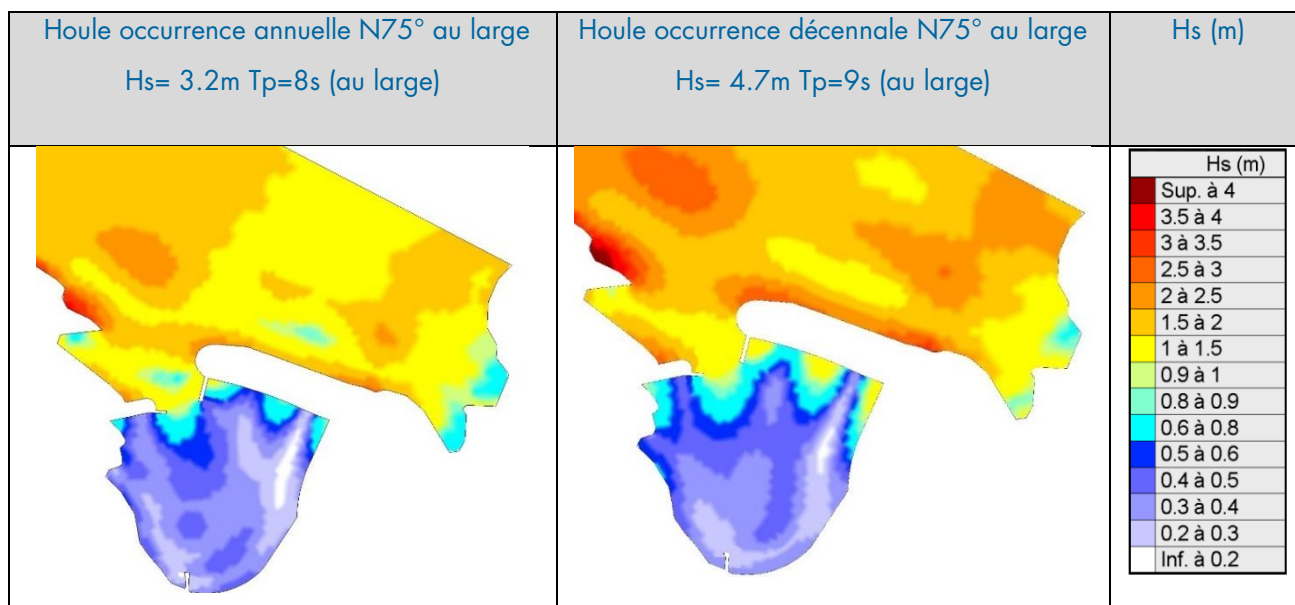 Houle occurrence annuelle N75° au large
Hs= 3.2m Tp=8s (au large)
Houle occurrence décennale N75° au large
Hs= 4.7m Tp=9s (au large)
Hs (m)
Hs (m)
Sup. à 4
3.5 à 4
3 à 3.5
2.5 à 3
2 à 2.5
1.5 à 2
1 à 1.5
0.9 à 1
0.8 à 0.9
0.6 à 0.8
0.5 à 0.6
0.4 à 0.5
0.3 à 0.4
0.2 à 0.3
Inf. à 0.2